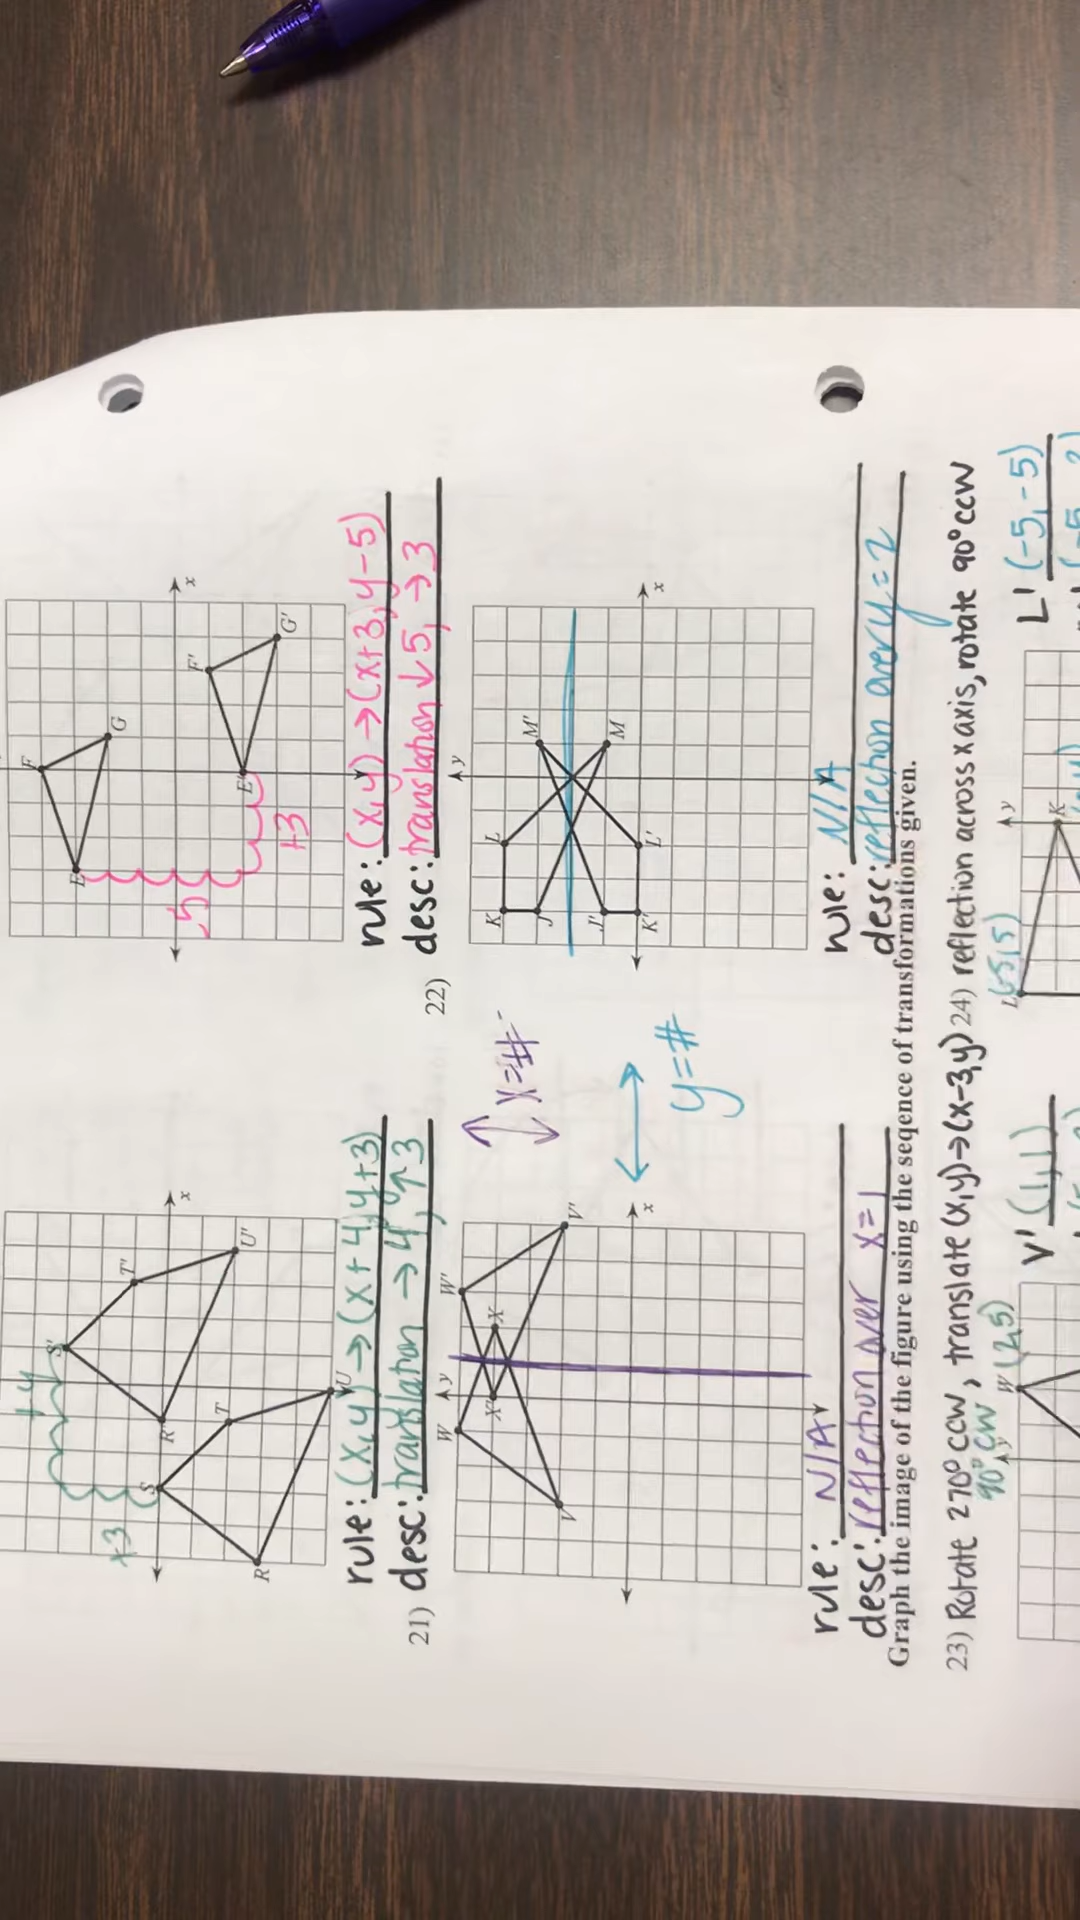 +4
+3
S'
T'
R'
U'
S
T
R
U
x
rule: (x,y) → (x+4,y+3)
desc: translation → 4, ↑3
F
E
G
-5
+3
E'
F'
G'
x
rule: (x,y) → (x+3,y-5)
desc: translation ↓5, →3
21)
y
W
W'
X'
X
V
V'
x
x=#
y=#
rule: N/A
desc: reflection over x=1
22)
y
K
L
J
M'
J'
M
K'
L'
x
rule: N/A
desc: reflection over y=2
Graph the image of the figure using the seqence of transformations given.
23) Rotate 270° ccw, translate (x,y)→(x-3,y)
90° cw
W (2,5)
V' (1,1)
24) reflection across x axis, rotate 90° ccw
L (-5,5)
y
K
L' (-5,-5)